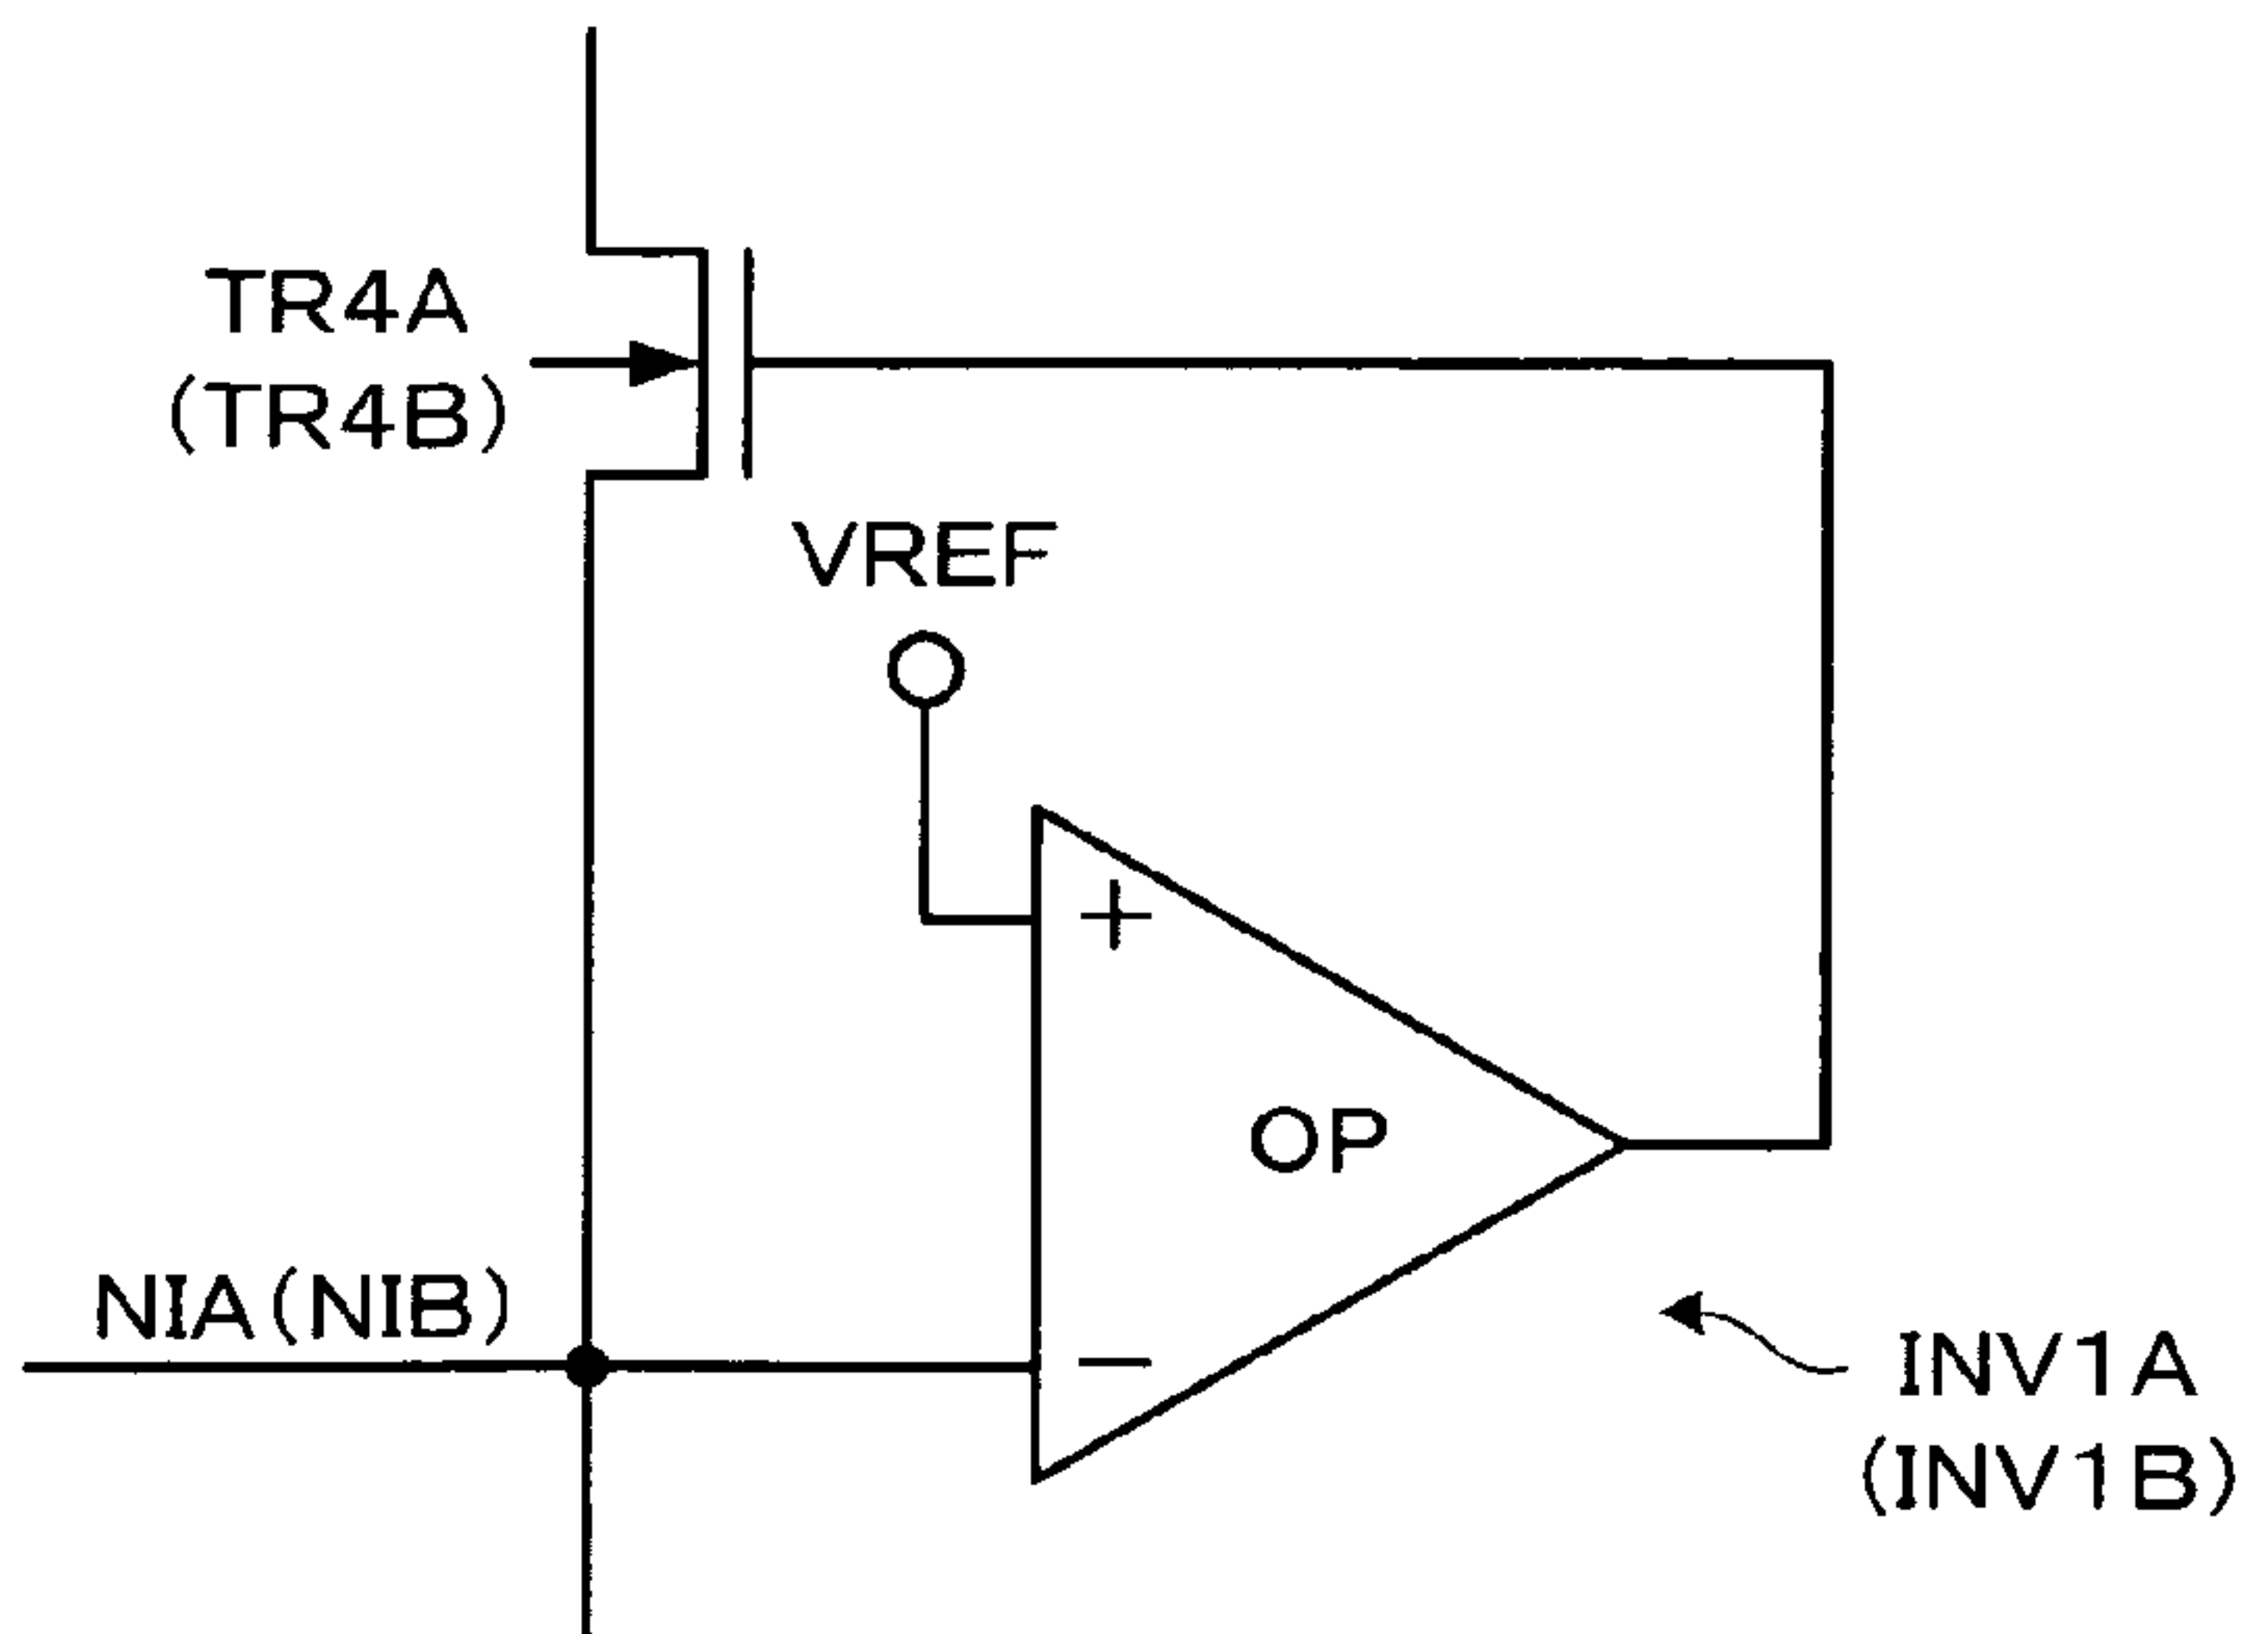 TR4A
(TR4B)
VREF
+
OP
NIA(NIB)
−
INV1A
(INV1B)